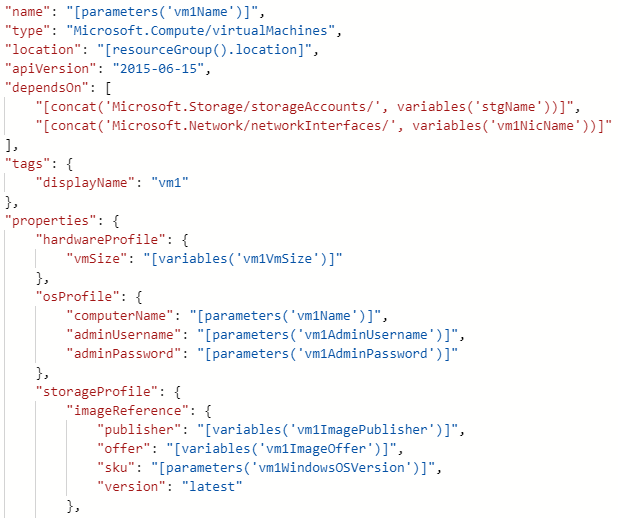 "name": "[parameters('vm1Name')]",
"type": "Microsoft.Compute/virtualMachines",
"location": "[resourceGroup().location]",
"apiVersion": "2015-06-15",
"dependsOn": [
    "[concat('Microsoft.Storage/storageAccounts/', variables('stgName'))]",
    "[concat('Microsoft.Network/networkInterfaces/', variables('vm1NicName'))]"
],
"tags": {
    "displayName": "vm1"
},
"properties": {
    "hardwareProfile": {
        "vmSize": "[variables('vm1VmSize')]"
    },
    "osProfile": {
        "computerName": "[parameters('vm1Name')]",
        "adminUsername": "[parameters('vm1AdminUsername')]",
        "adminPassword": "[parameters('vm1AdminPassword')]"
    },
    "storageProfile": {
        "imageReference": {
            "publisher": "[variables('vm1ImagePublisher')]",
            "offer": "[variables('vm1ImageOffer')]",
            "sku": "[parameters('vm1WindowsOSVersion')]",
            "version": "latest"
        },